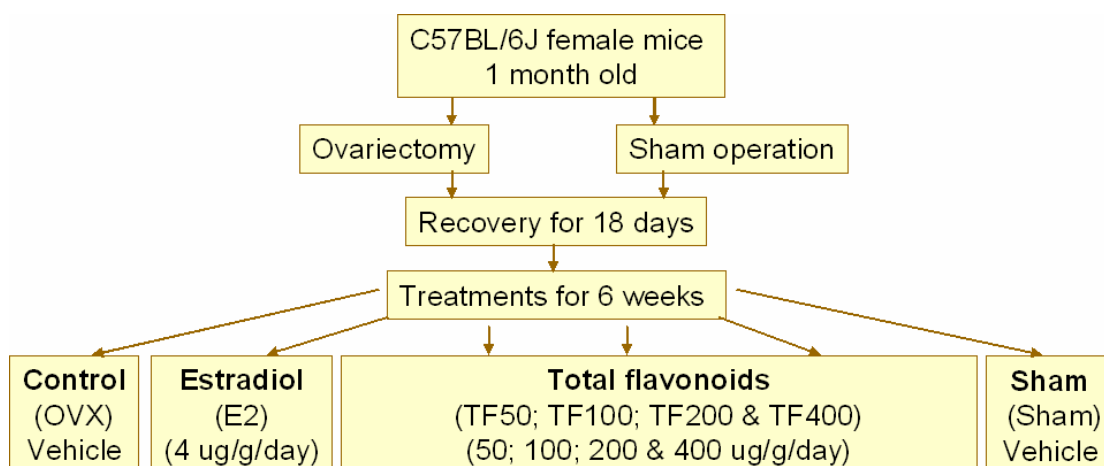 C57BL/6J female mice
1 month old
Ovariectomy
Sham operation
Recovery for 18 days
Treatments for 6 weeks
Control
(OVX)
Vehicle
Estradiol
(E2)
(4 ug/g/day)
Total flavonoids
(TF50; TF100; TF200 & TF400)
(50; 100; 200 & 400 ug/g/day)
Sham
(Sham)
Vehicle